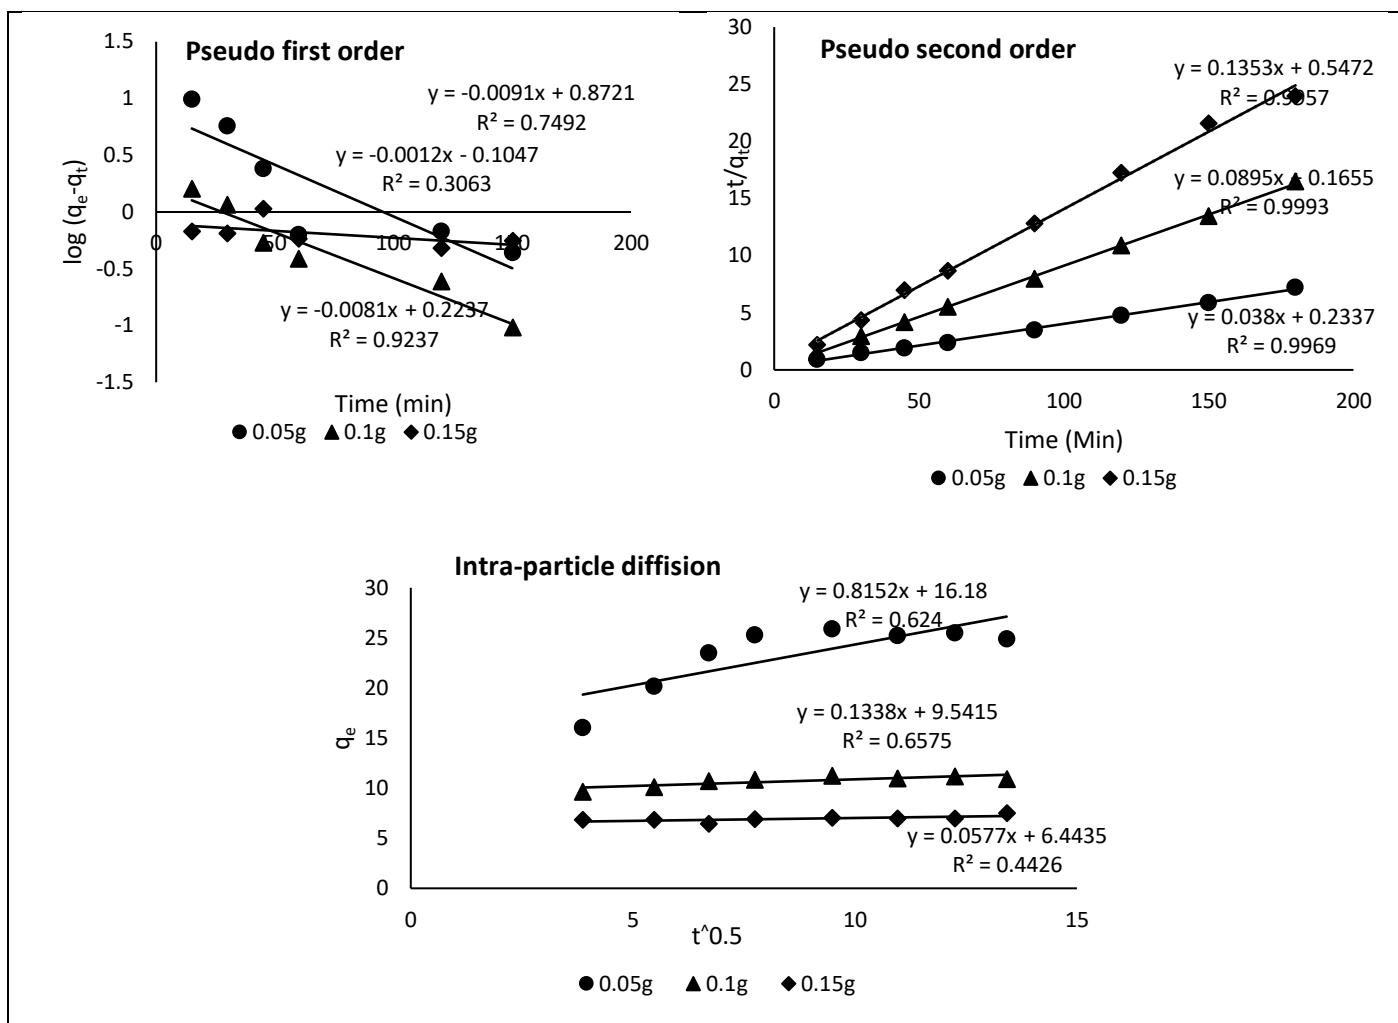 Pseudo first order
1.5
1
0.5
0
-0.5
-1
-1.5
log (qe-qt)
y = -0.0091x + 0.8721
R² = 0.7492
y = -0.0012x - 0.1047
R² = 0.3063
y = -0.0081x + 0.2237
R² = 0.9237
0 50 100 150 200
Time (min)
0.05g 0.1g 0.15g
Pseudo second order
30
25
20
15
10
5
0
t/qt
y = 0.1353x + 0.5472
R² = 0.9957
y = 0.0895x + 0.1655
R² = 0.9993
y = 0.038x + 0.2337
R² = 0.9969
0 50 100 150 200
Time (Min)
0.05g 0.1g 0.15g
Intra-particle diffision
30
25
20
15
10
5
0
qe
y = 0.8152x + 16.18
R² = 0.624
y = 0.1338x + 9.5415
R² = 0.6575
y = 0.0577x + 6.4435
R² = 0.4426
0 5 10 15
t^0.5
0.05g 0.1g 0.15g